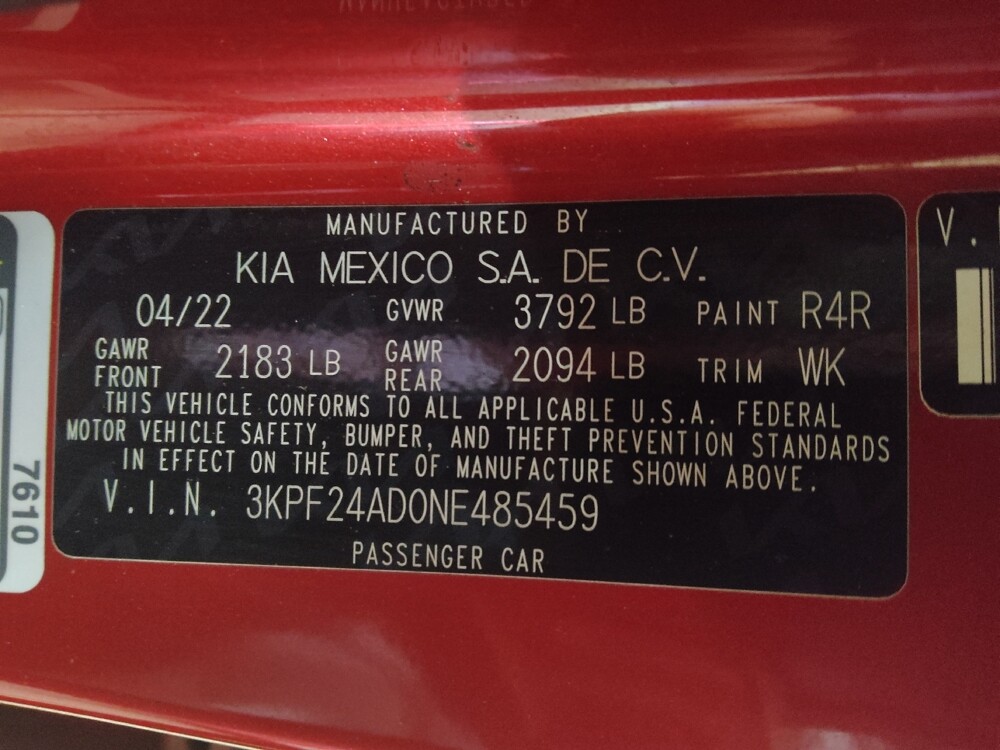 MANUFACTURED BY
KIA MEXICO S.A. DE C.V.
04/22 GVWR 3792 LB PAINT R4R
GAWR FRONT 2183 LB GAWR REAR 2094 LB TRIM WK
THIS VEHICLE CONFORMS TO ALL APPLICABLE U.S.A. FEDERAL
MOTOR VEHICLE SAFETY, BUMPER, AND THEFT PREVENTION STANDARDS
IN EFFECT ON THE DATE OF MANUFACTURE SHOWN ABOVE.
V.I.N. 3KPF24AD0NE485459
PASSENGER CAR
7610
V.